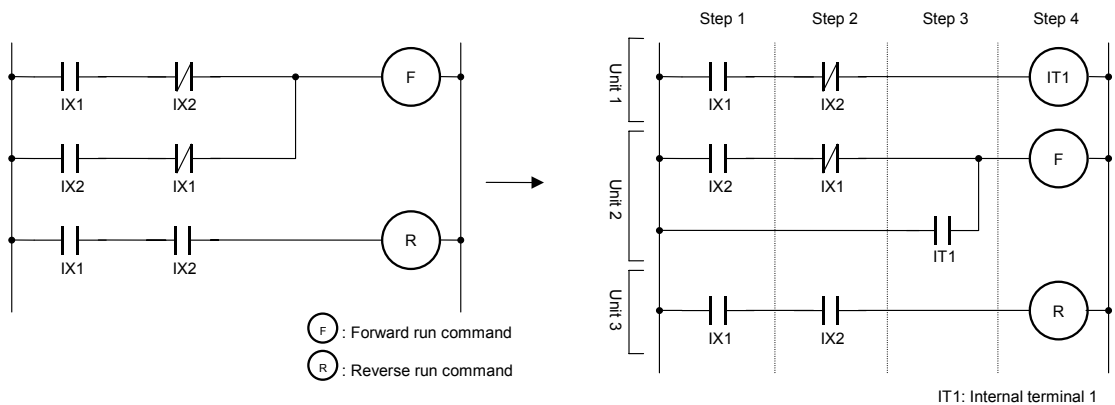 IX1 IX2 F
IX2 IX1
IX1 IX2 R
F : Forward run command
R : Reverse run command
Step 1 Step 2 Step 3 Step 4
Unit 1
IX1 IX2 IT1
Unit 2
IX2 IX1 F
IT1
Unit 3
IX1 IX2 R
IT1: Internal terminal 1